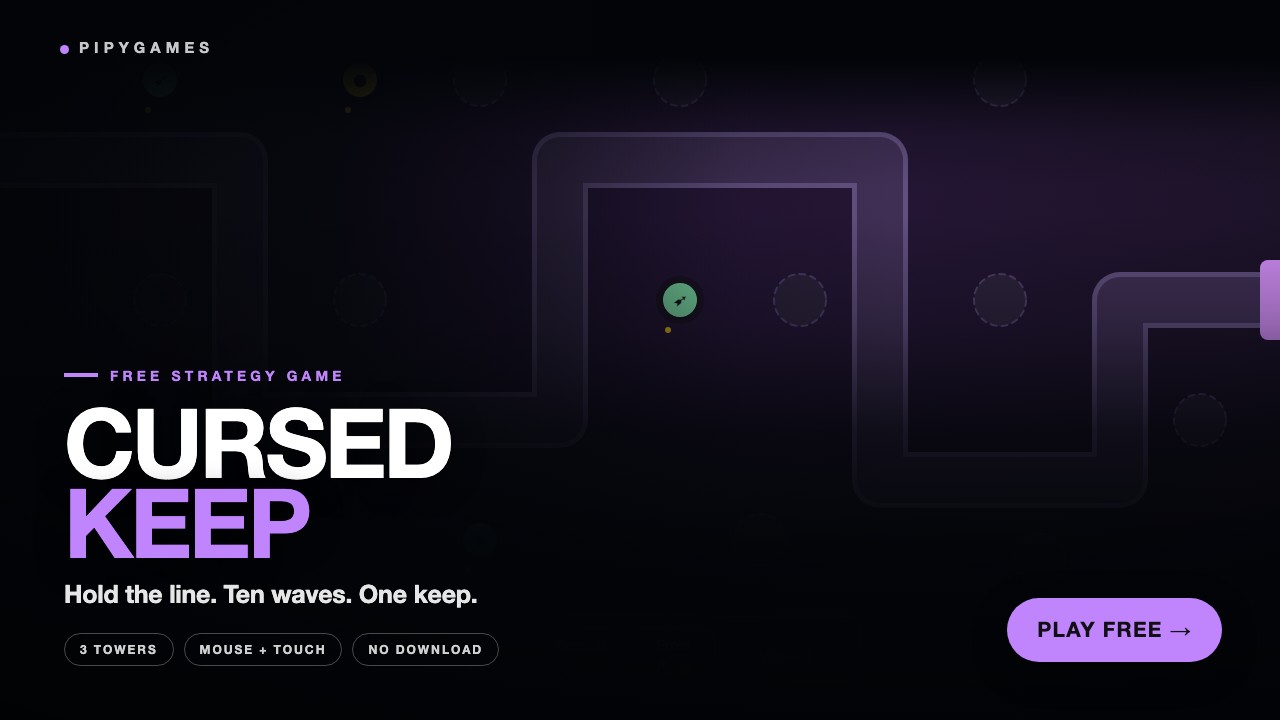 PIPYGAMES
FREE STRATEGY GAME
CURSED
KEEP
Hold the line. Ten waves. One keep.
3 TOWERS
MOUSE + TOUCH
NO DOWNLOAD
PLAY FREE →